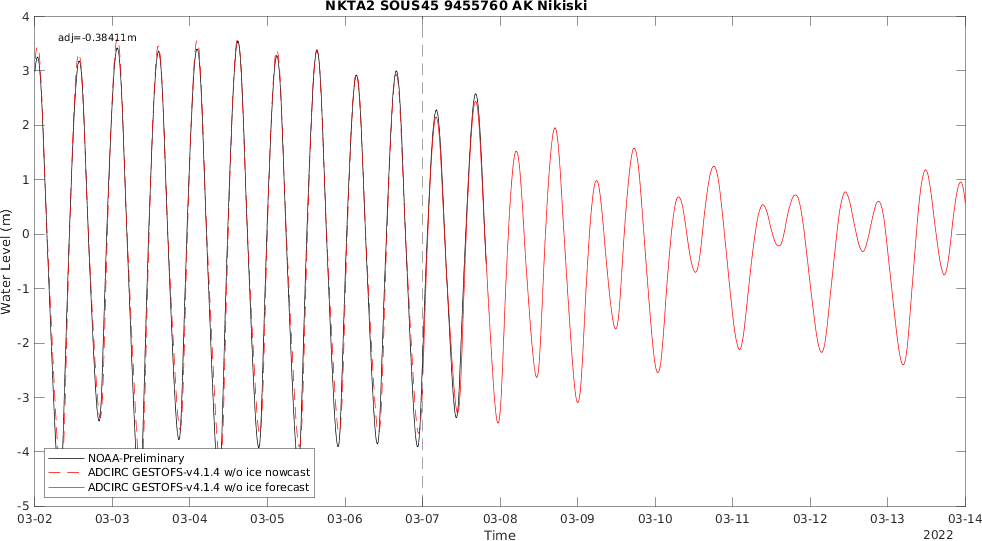 NKTA2 SOUS45 9455760 AK Nikiski
adj=-0.38411m
4
3
2
1
0
-1
-2
-3
-4
-5
Water Level (m)
NOAA-Preliminary
ADCIRC GESTOFS-v4.1.4 w/o ice nowcast
ADCIRC GESTOFS-v4.1.4 w/o ice forecast
03-02 03-03 03-04 03-05 03-06 03-07 03-08 03-09 03-10 03-11 03-12 03-13 03-14
Time
2022